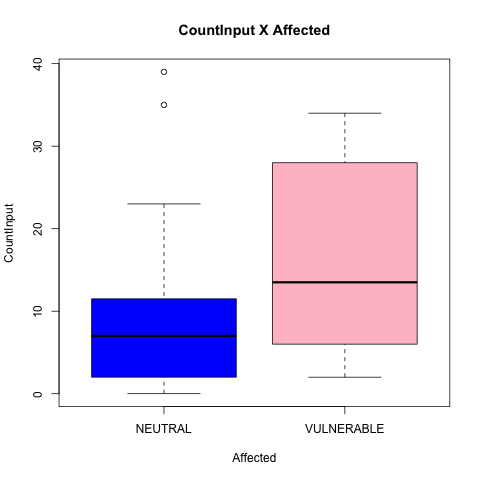 CountInput X Affected
CountInput
40
30
20
10
0
NEUTRAL
VULNERABLE
Affected